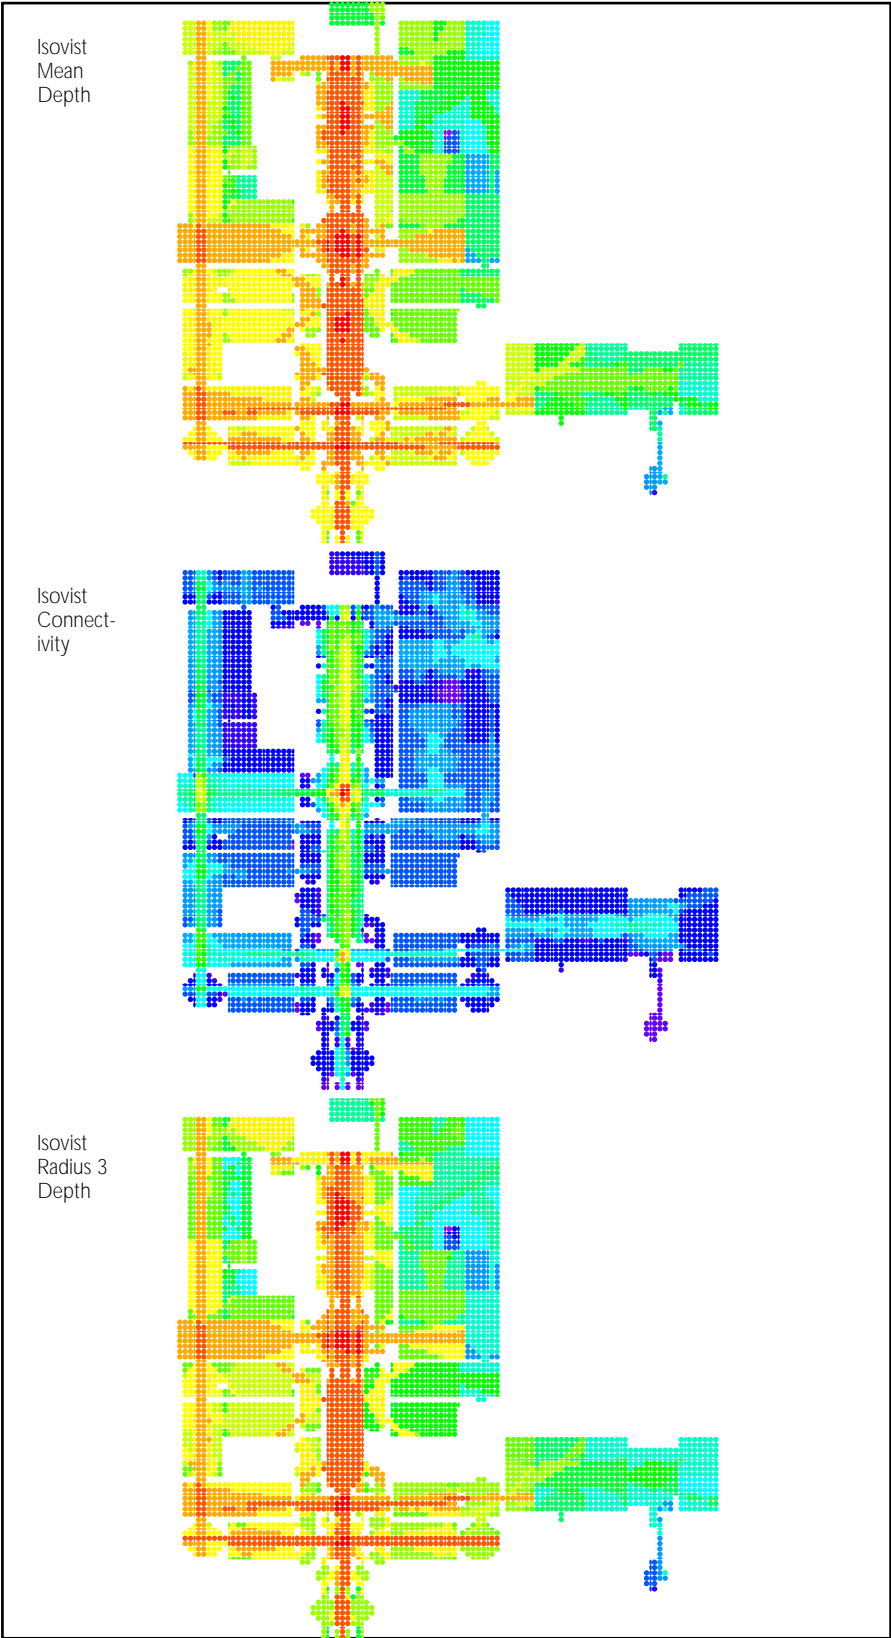 Isovist
Mean
Depth
Isovist
Connect-
ivity
Isovist
Radius 3
Depth